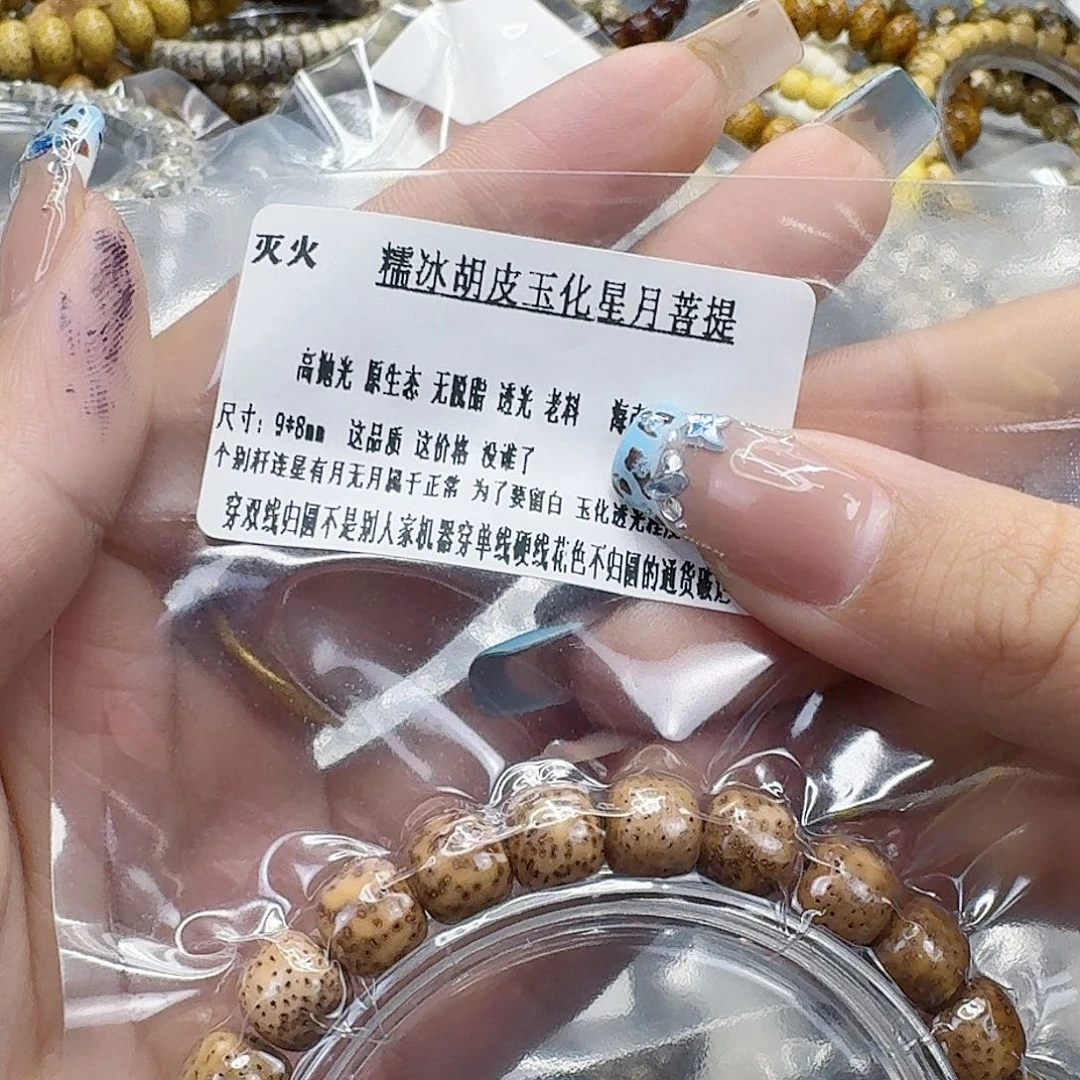 灭火
糯冰胡皮玉化星月菩提
高抛光 原生态 无脱脂 透光 老料 海
尺寸：9*8mm 这品质 这价格 没谁了
个别籽连星有月无月属于正常 为了要留白 玉化透光
穿双线归圆不是别人家机器穿单线硬线花色不归圆的通货